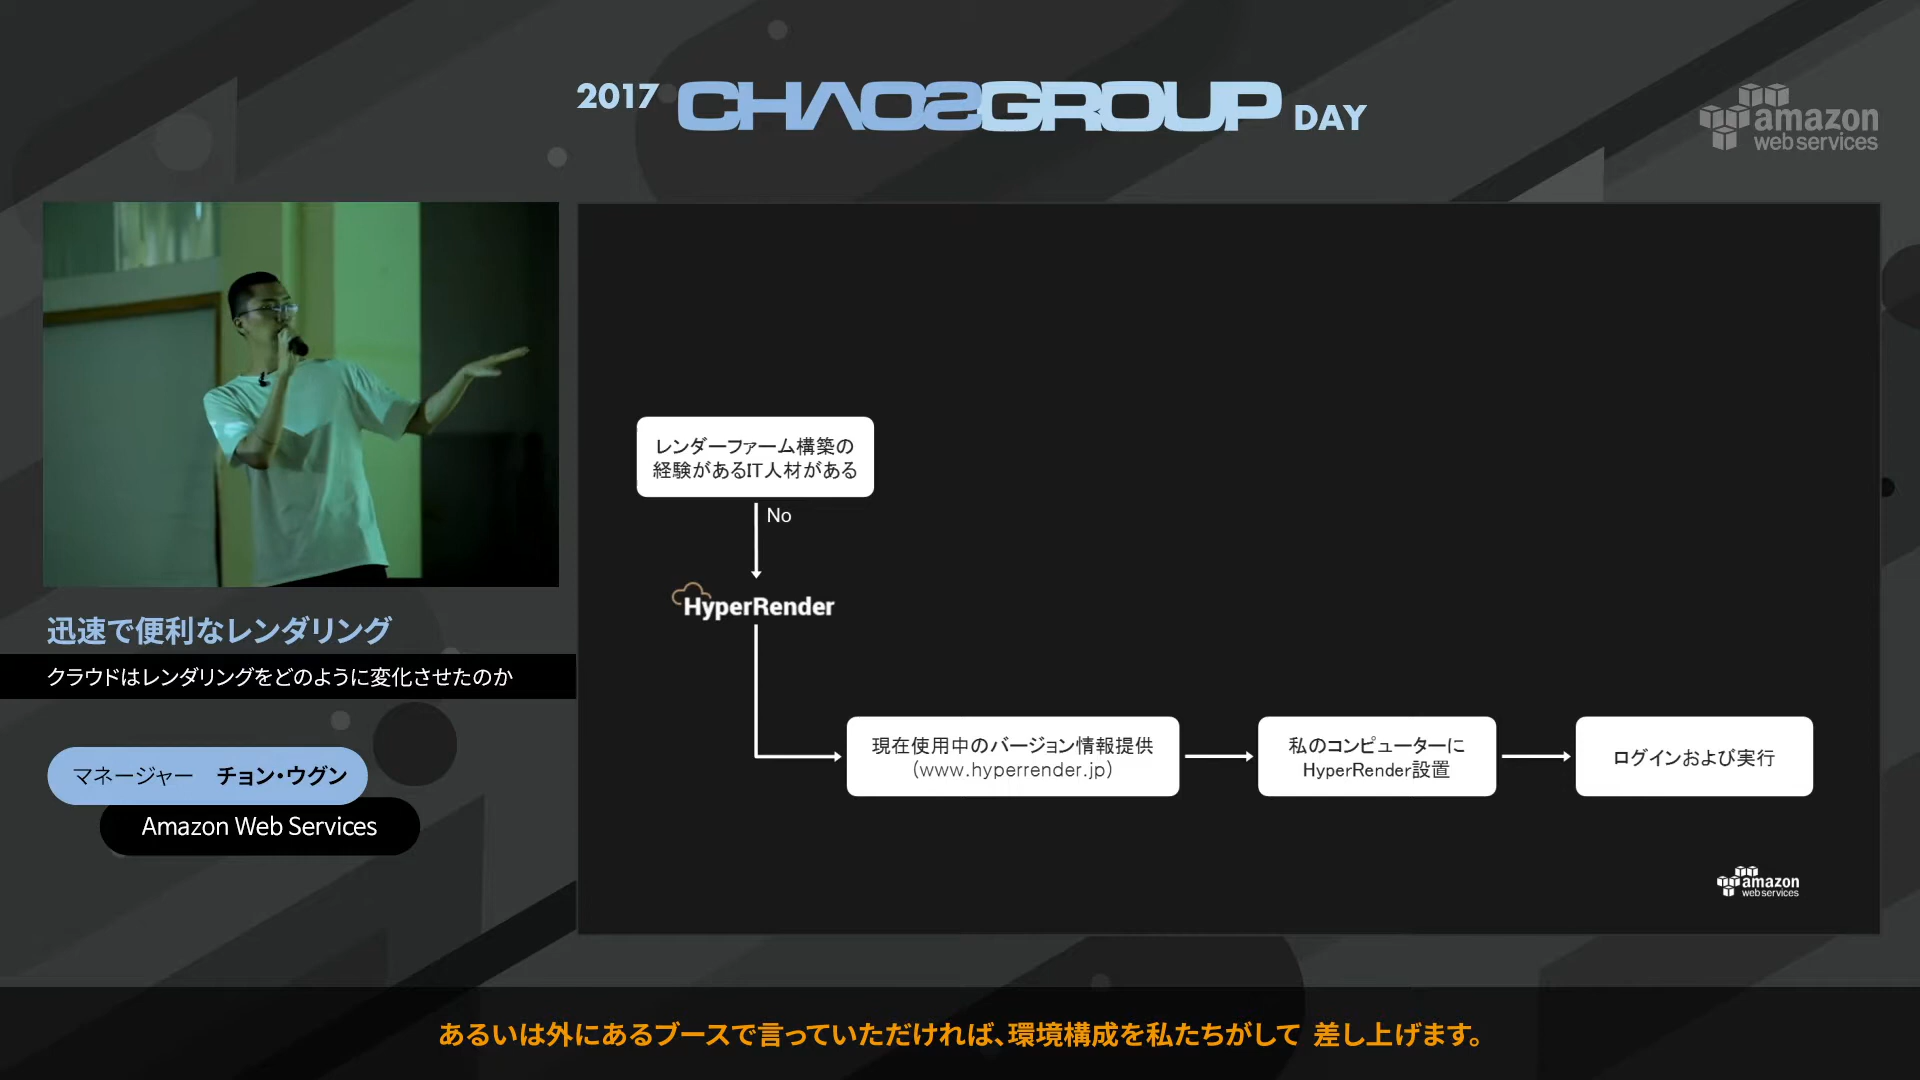 2017 CHAOSGROUP DAY
amazon
web services
迅速で便利なレンダリング
クラウドはレンダリングをどのように変化させたのか
マネージャー チョン・ウグン
Amazon Web Services
レンダーファーム構築の
経験があるIT人材がある
No
HyperRender
現在使用中のバージョン情報提供
(www.hyperrender.jp)
私のコンピューターに
HyperRender設置
ログインおよび実行
amazon
web services
あるいは外にあるブースで言っていただければ、環境構成を私たちがして 差し上げます。